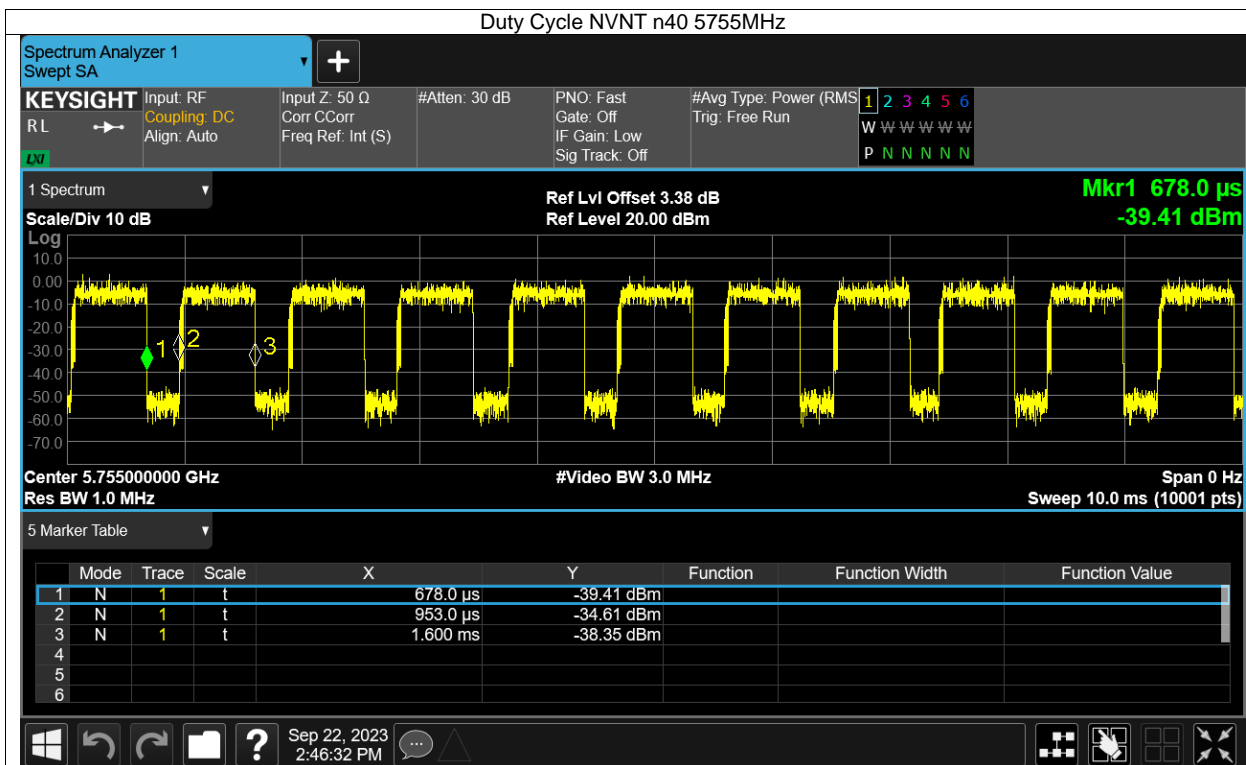 Duty Cycle NVNT n40 5755MHz
Spectrum Analyzer 1
Swept SA
KEYSIGHT
R L
LXI
Input: RF
Coupling: DC
Align: Auto
Input Z: 50 Ω
Corr CCorr
Freq Ref: Int (S)
#Atten: 30 dB
PNO: Fast
Gate: Off
IF Gain: Low
Sig Track: Off
#Avg Type: Power (RMS
Trig: Free Run
1 2 3 4 5 6
W W W W W W
P N N N N N
1 Spectrum
Scale/Div 10 dB
Ref Lvl Offset 3.38 dB
Ref Level 20.00 dBm
Mkr1 678.0 µs
-39.41 dBm
Log
10.0
0.00
-10.0
-20.0
-30.0
-40.0
-50.0
-60.0
-70.0
1
2
3
Center 5.755000000 GHz
#Video BW 3.0 MHz
Span 0 Hz
Res BW 1.0 MHz
Sweep 10.0 ms (10001 pts)
5 Marker Table
Mode Trace Scale X Y Function Function Width Function Value
1 N 1 t 678.0 µs -39.41 dBm
2 N 1 t 953.0 µs -34.61 dBm
3 N 1 t 1.600 ms -38.35 dBm
4
5
6
?
Sep 22, 2023
2:46:32 PM